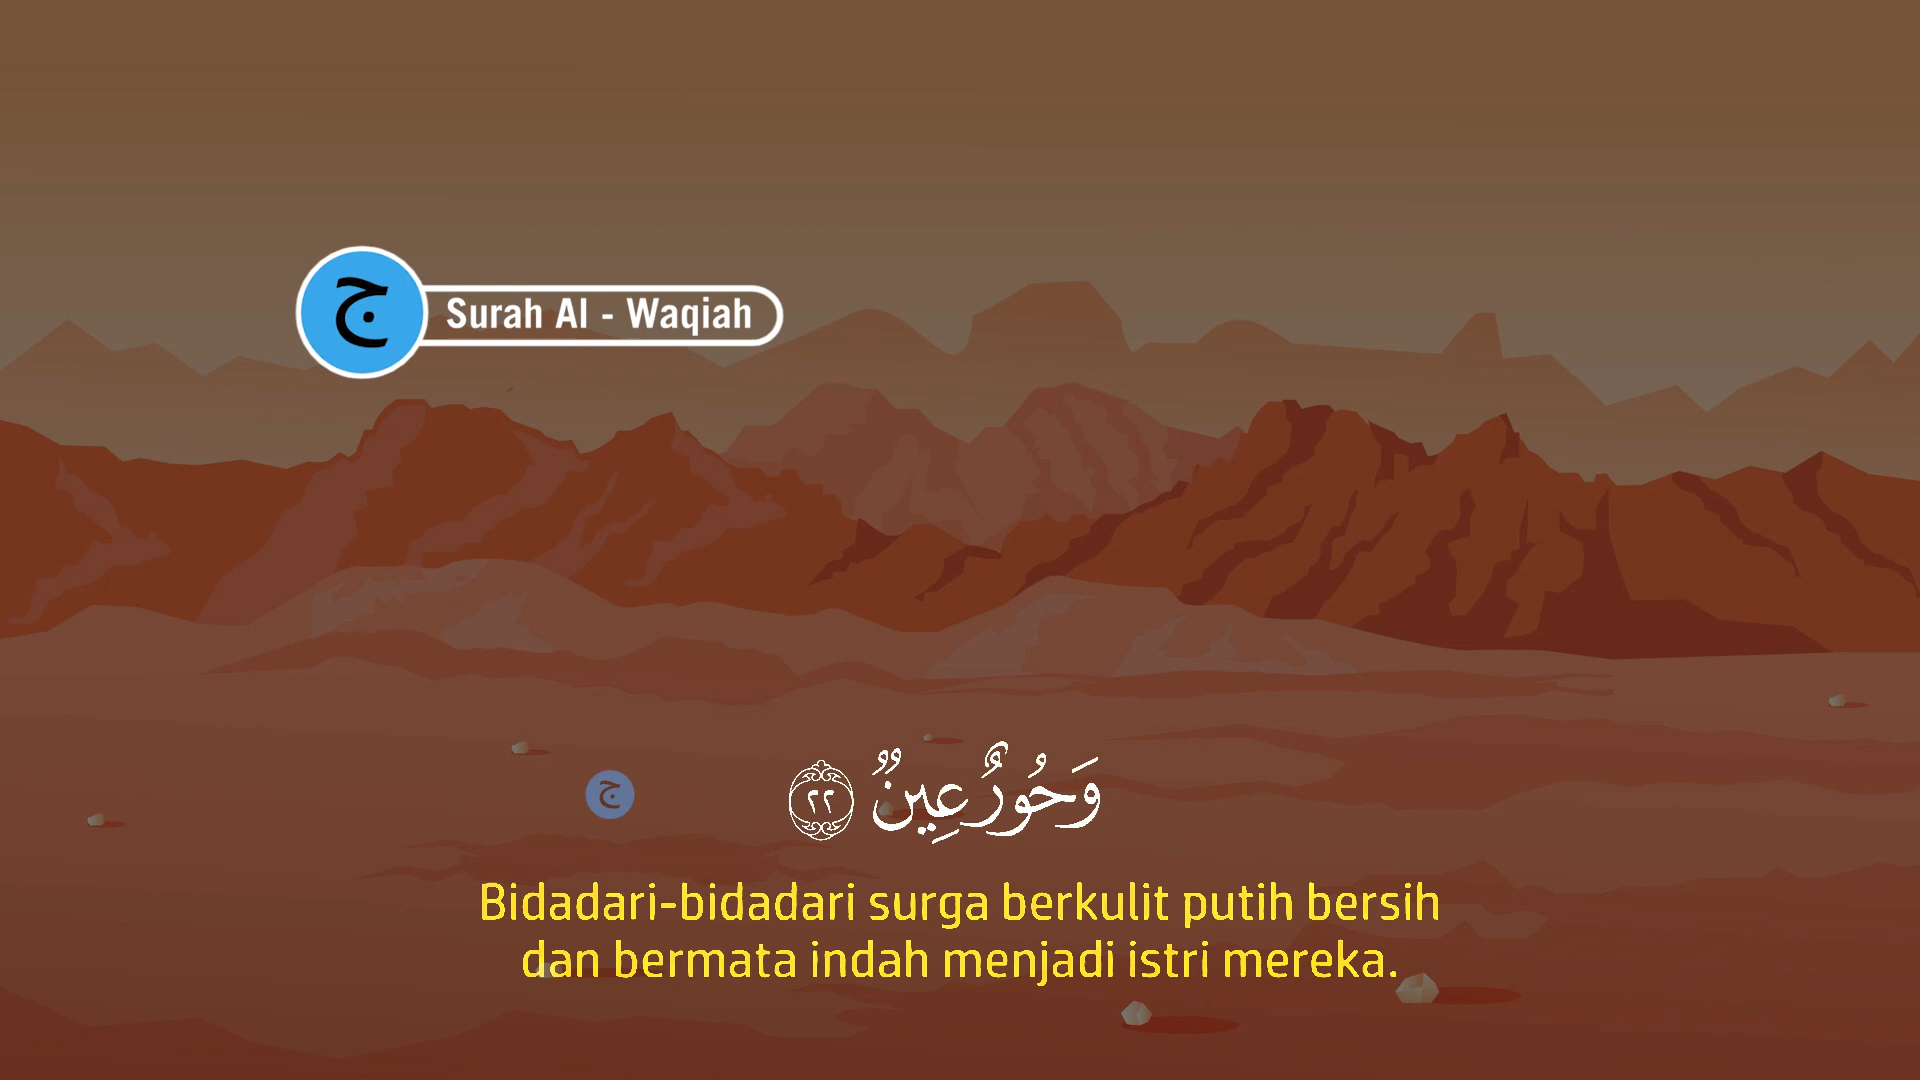 ج
Surah Al - Waqiah
وَحُورٌ عِينٌ ٢٢
ج
Bidadari-bidadari surga berkulit putih bersih
dan bermata indah menjadi istri mereka.